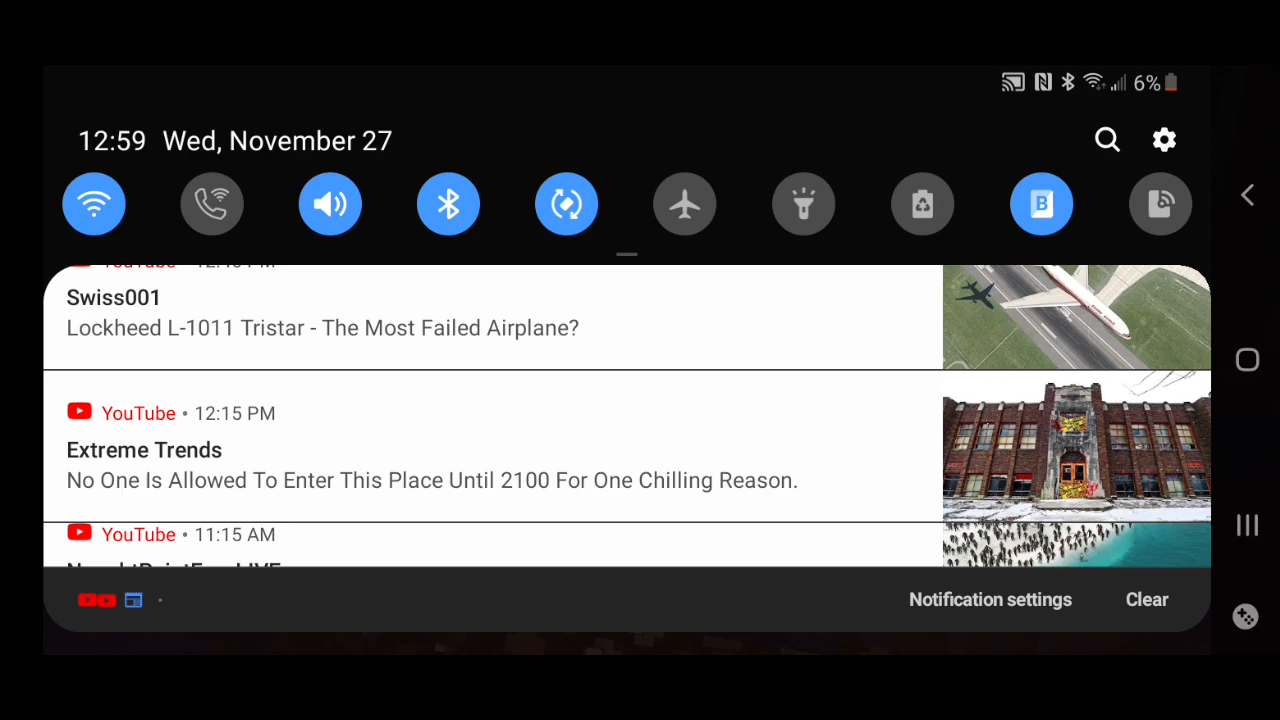 6%
12:59 Wed, November 27
B
Swiss001
Lockheed L-1011 Tristar - The Most Failed Airplane?
YouTube • 12:15 PM
Extreme Trends
No One Is Allowed To Enter This Place Until 2100 For One Chilling Reason.
YouTube • 11:15 AM
Notification settings Clear